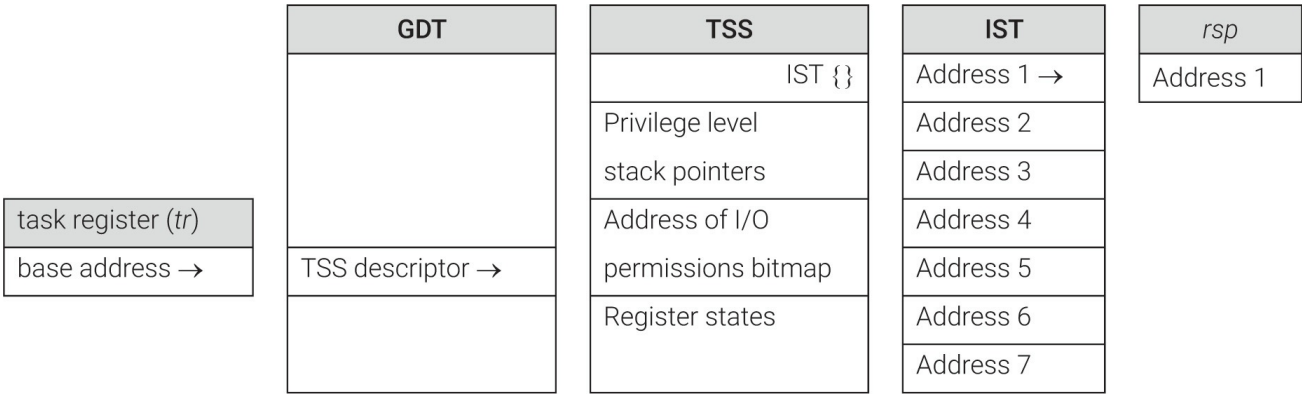 task register (tr)
base address →
GDT
TSS descriptor →
TSS
IST {}
Privilege level
stack pointers
Address of I/O
permissions bitmap
Register states
IST
Address 1 →
Address 2
Address 3
Address 4
Address 5
Address 6
Address 7
rsp
Address 1